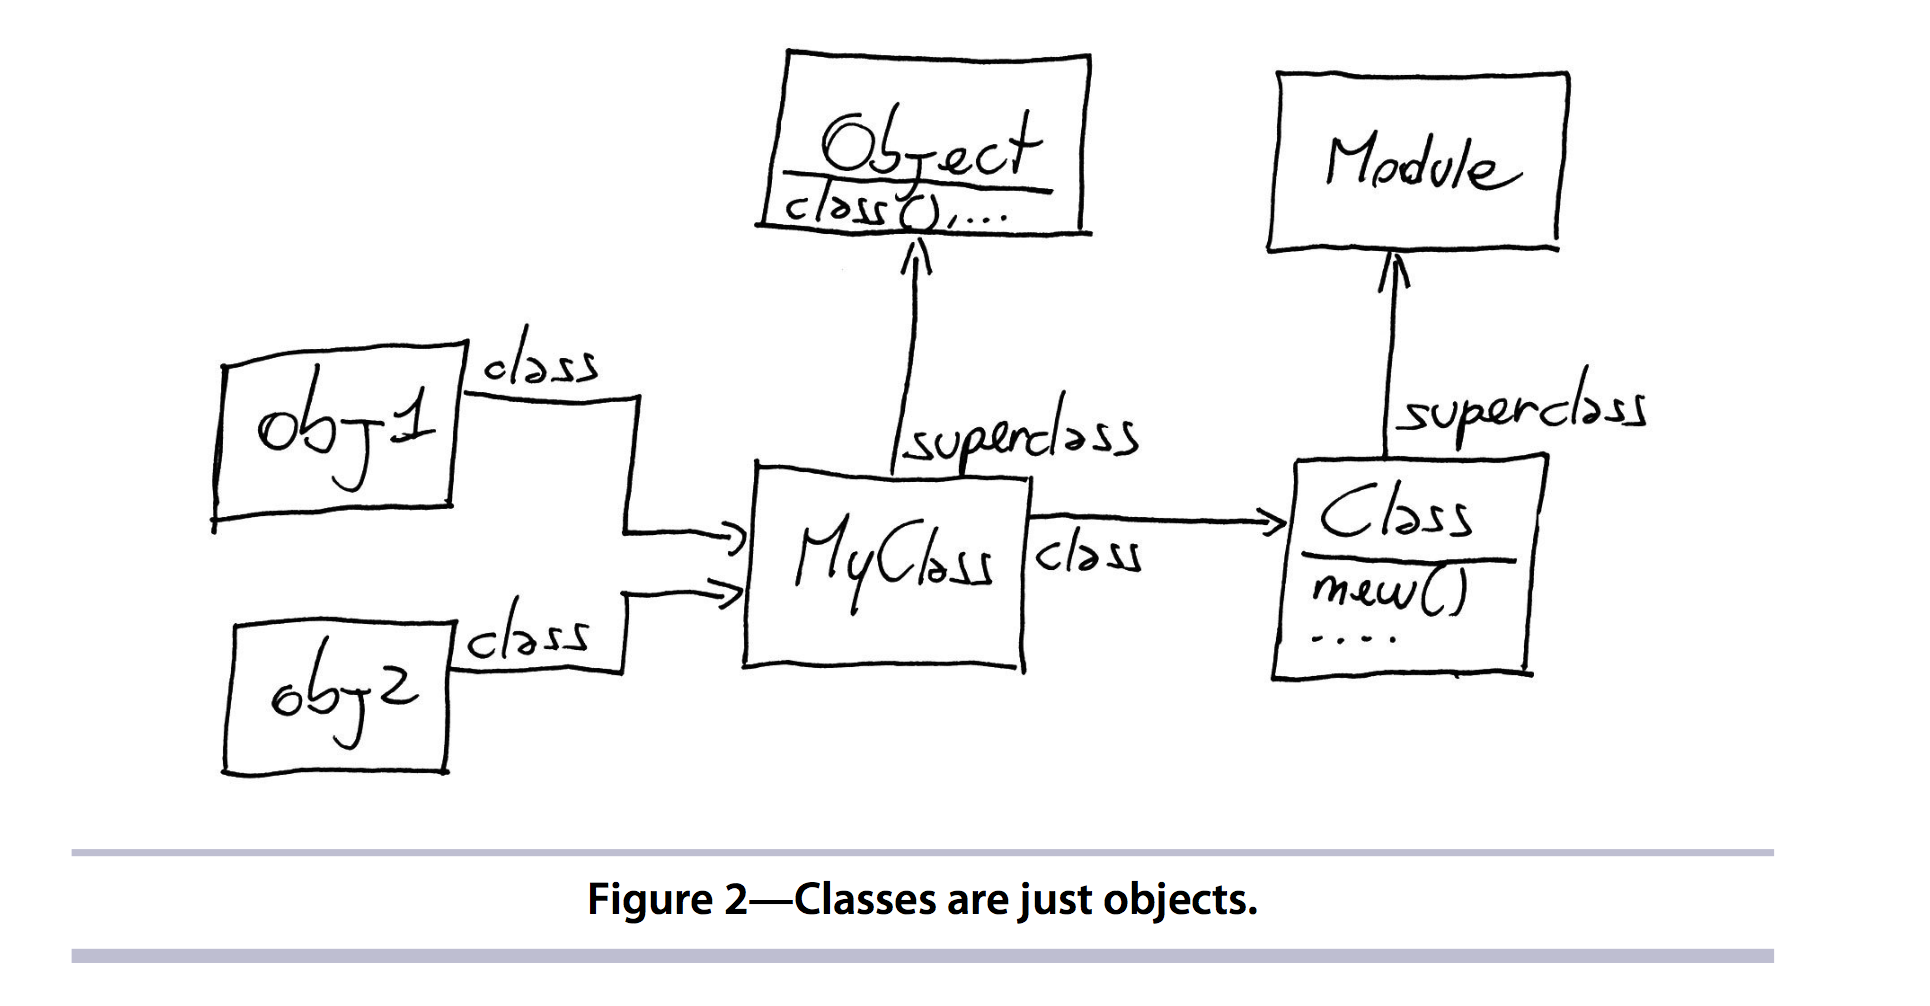 Object
class(),....
Module
obj1
class
superclass
superclass
MyClass
class
Class
new()
....
obj2
class
Figure 2—Classes are just objects.